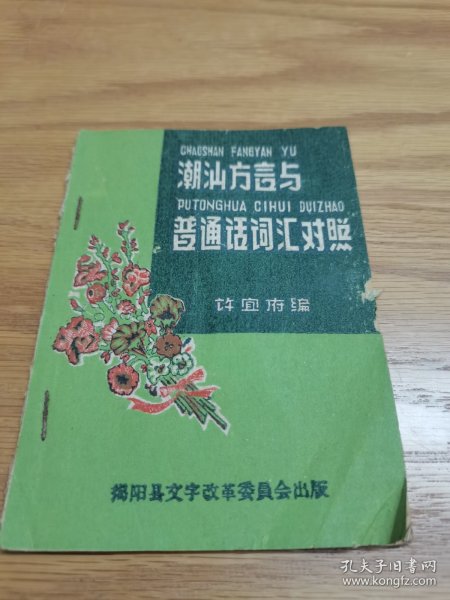 CHAOSHAN FANGYAN YU
潮汕方言与
PUTONGHUA CIHUI DUIZHAO
普通话词汇对照
许宜陶编
揭阳县文字改革委員会出版
孔夫子旧书网
www.kongfz.com